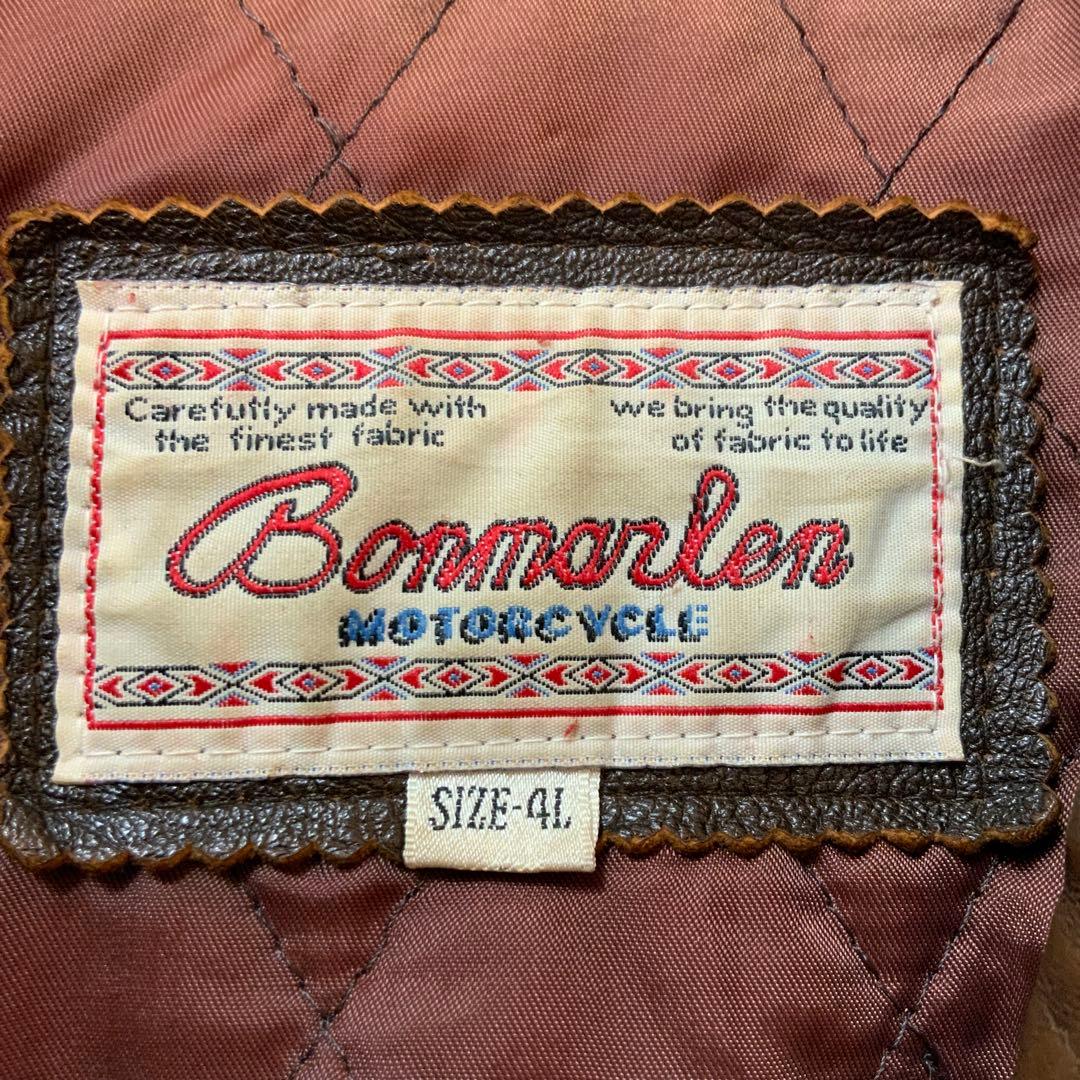 Carefully made with
the finest fabric
we bring the quality
of fabric to life
Bonmarlen
MOTORCYCLE
SIZE-4L